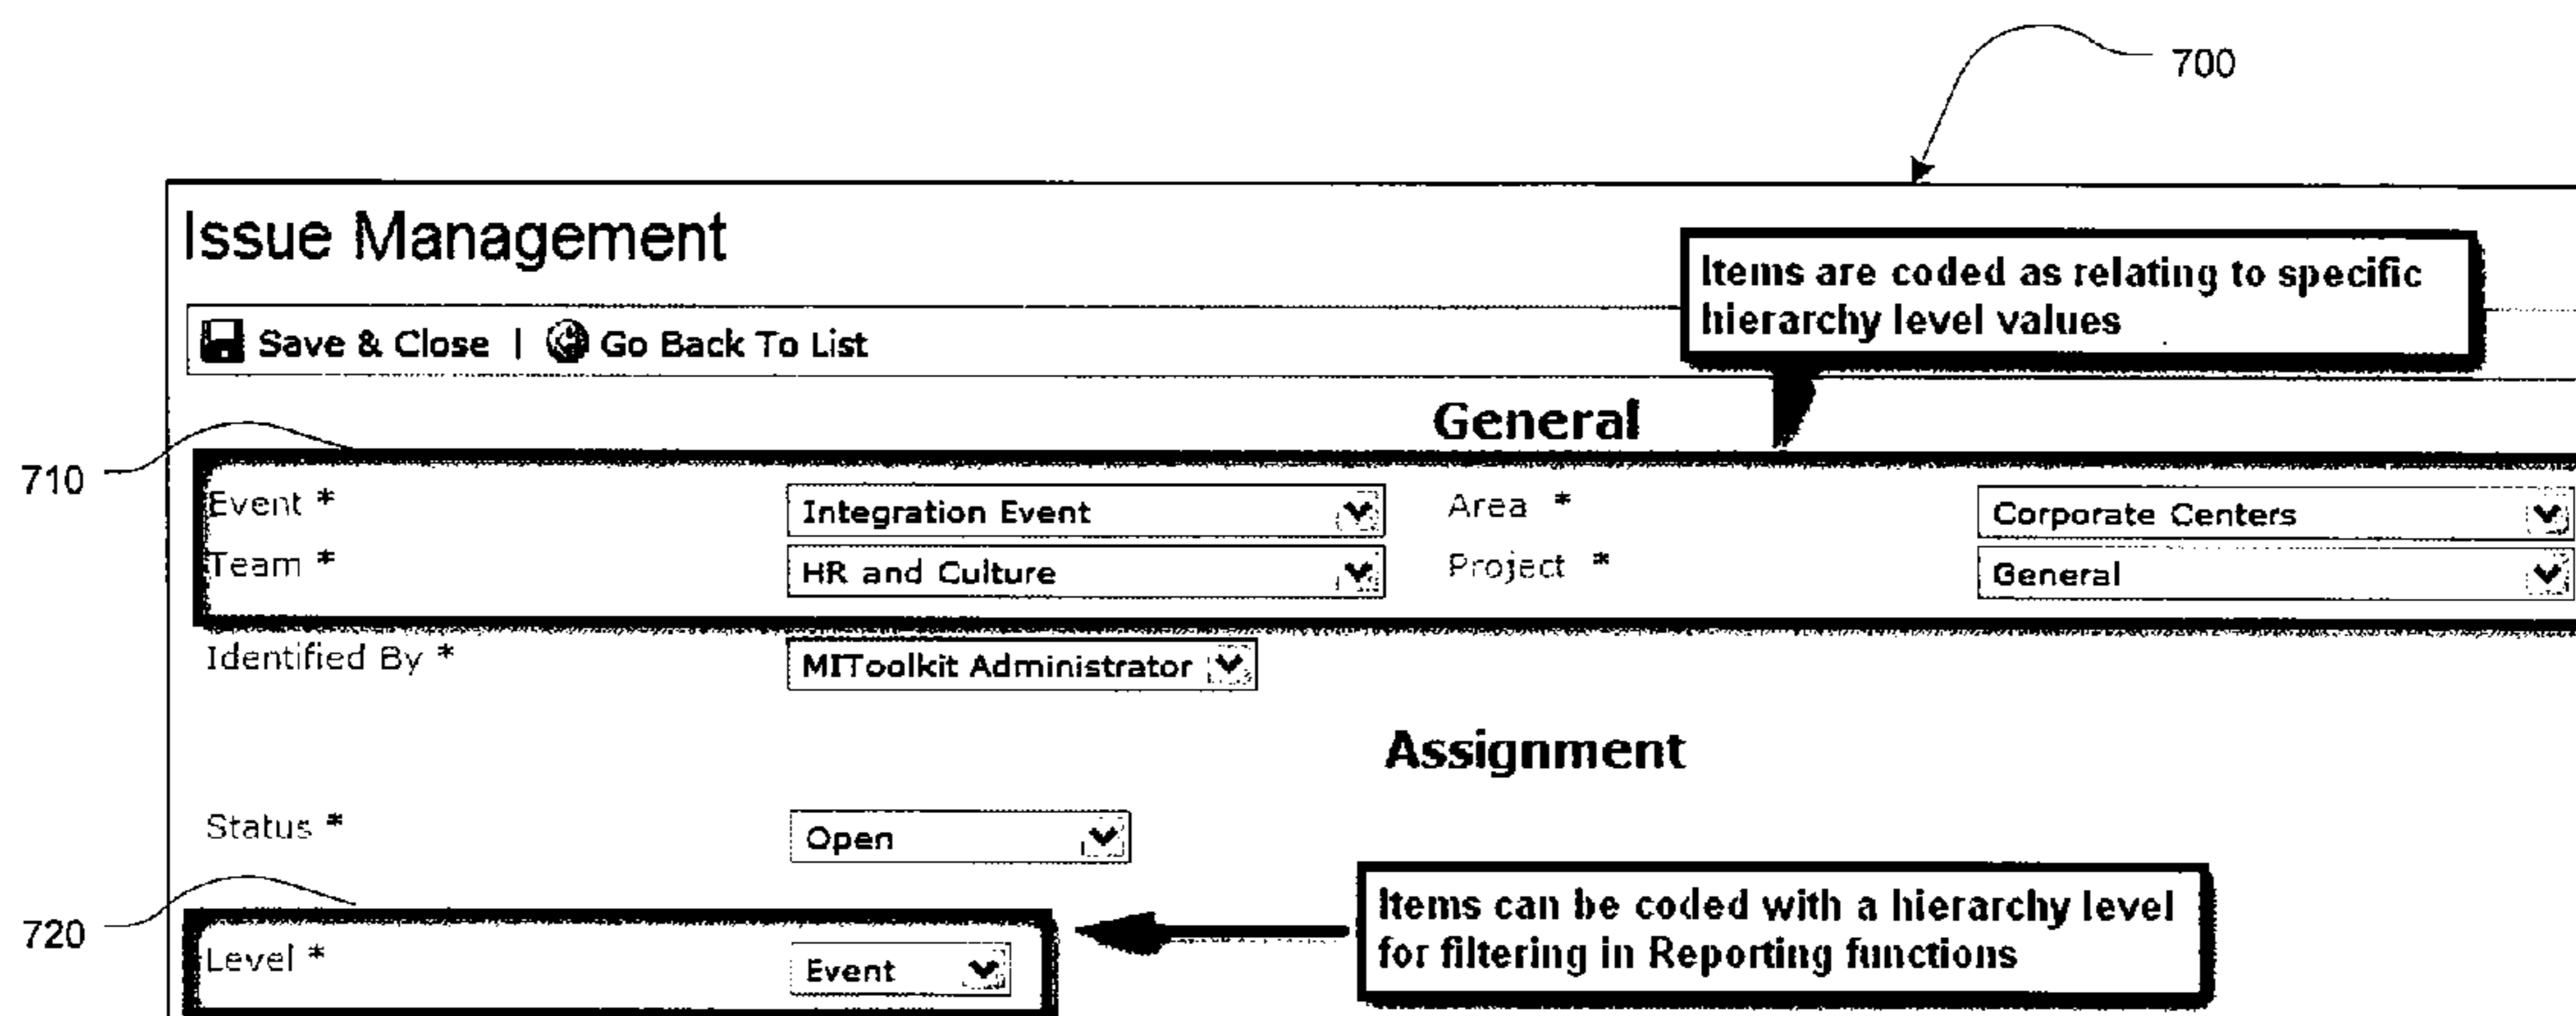 700
Issue Management
Items are coded as relating to specific
hierarchy level values
Save & Close | Go Back To List
General
710
Event * Integration Event Area * Corporate Centers
Team * HR and Culture Project * General
Identified By * MIToolkit Administrator
Assignment
Status * Open
Items can be coded with a hierarchy level
for filtering in Reporting functions
720
Level * Event